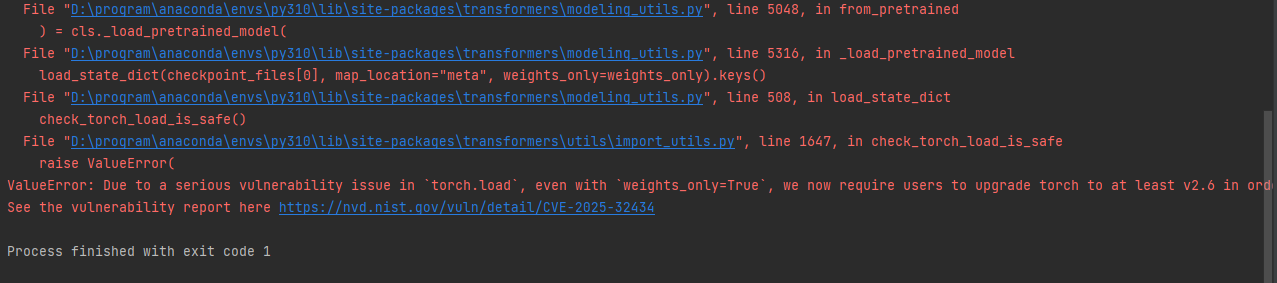 File "D:\program\anaconda\envs\py310\lib\site-packages\transformers\modeling_utils.py", line 5048, in from_pretrained
) = cls._load_pretrained_model(
File "D:\program\anaconda\envs\py310\lib\site-packages\transformers\modeling_utils.py", line 5316, in _load_pretrained_model
load_state_dict(checkpoint_files[0], map_location="meta", weights_only=weights_only).keys()
File "D:\program\anaconda\envs\py310\lib\site-packages\transformers\modeling_utils.py", line 508, in load_state_dict
check_torch_load_is_safe()
File "D:\program\anaconda\envs\py310\lib\site-packages\transformers\utils\import_utils.py", line 1647, in check_torch_load_is_safe
raise ValueError(
ValueError: Due to a serious vulnerability issue in `torch.load`, even with `weights_only=True`, we now require users to upgrade torch to at least v2.6 in
See the vulnerability report here https://nvd.nist.gov/vuln/detail/CVE-2025-32434
Process finished with exit code 1